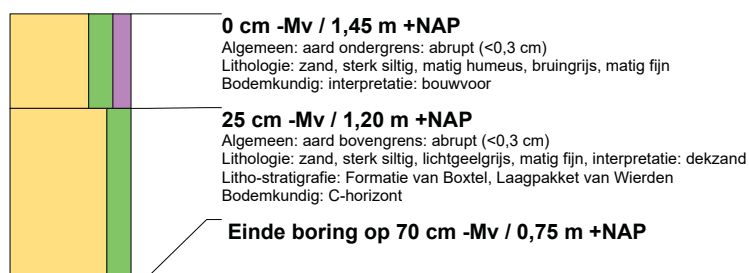 0 cm -Mv / 1,45 m +NAP
Algemeen: aard ondergrens: abrupt (<0,3 cm)
Lithologie: zand, sterk siltig, matig humeus, bruingrijs, matig fijn
Bodemkundig: interpretatie: bouwvoor
25 cm -Mv / 1,20 m +NAP
Algemeen: aard bovengrens: abrupt (<0,3 cm)
Lithologie: zand, sterk siltig, lichtgeelgrijs, matig fijn, interpretatie: dekzand
Litho-stratigrafie: Formatie van Boxtel, Laagpakket van Wierden
Bodemkundig: C-horizont
Einde boring op 70 cm -Mv / 0,75 m +NAP